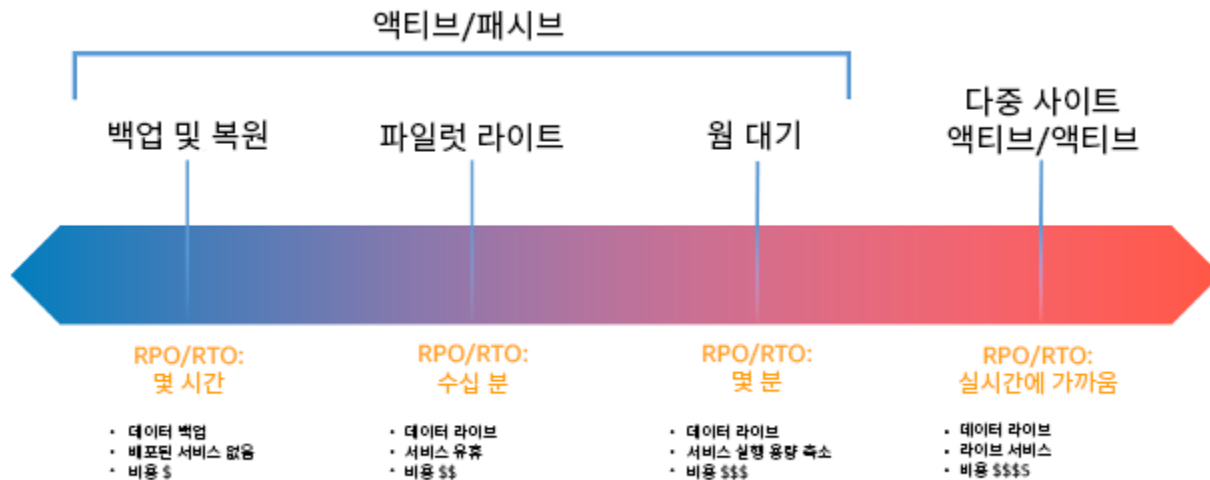 액티브/패시브
백업 및 복원
파일럿 라이트
웜 대기
다중 사이트
액티브/액티브
RPO/RTO:
몇 시간
RPO/RTO:
수십 분
RPO/RTO:
몇 분
RPO/RTO:
실시간에 가까움
• 데이터 백업
• 배포된 서비스 없음
• 비용 $
• 데이터 라이브
• 서비스 유휴
• 비용 $$
• 데이터 라이브
• 서비스 실행 용량 축소
• 비용 $$$
• 데이터 라이브
• 라이브 서비스
• 비용 $$$$